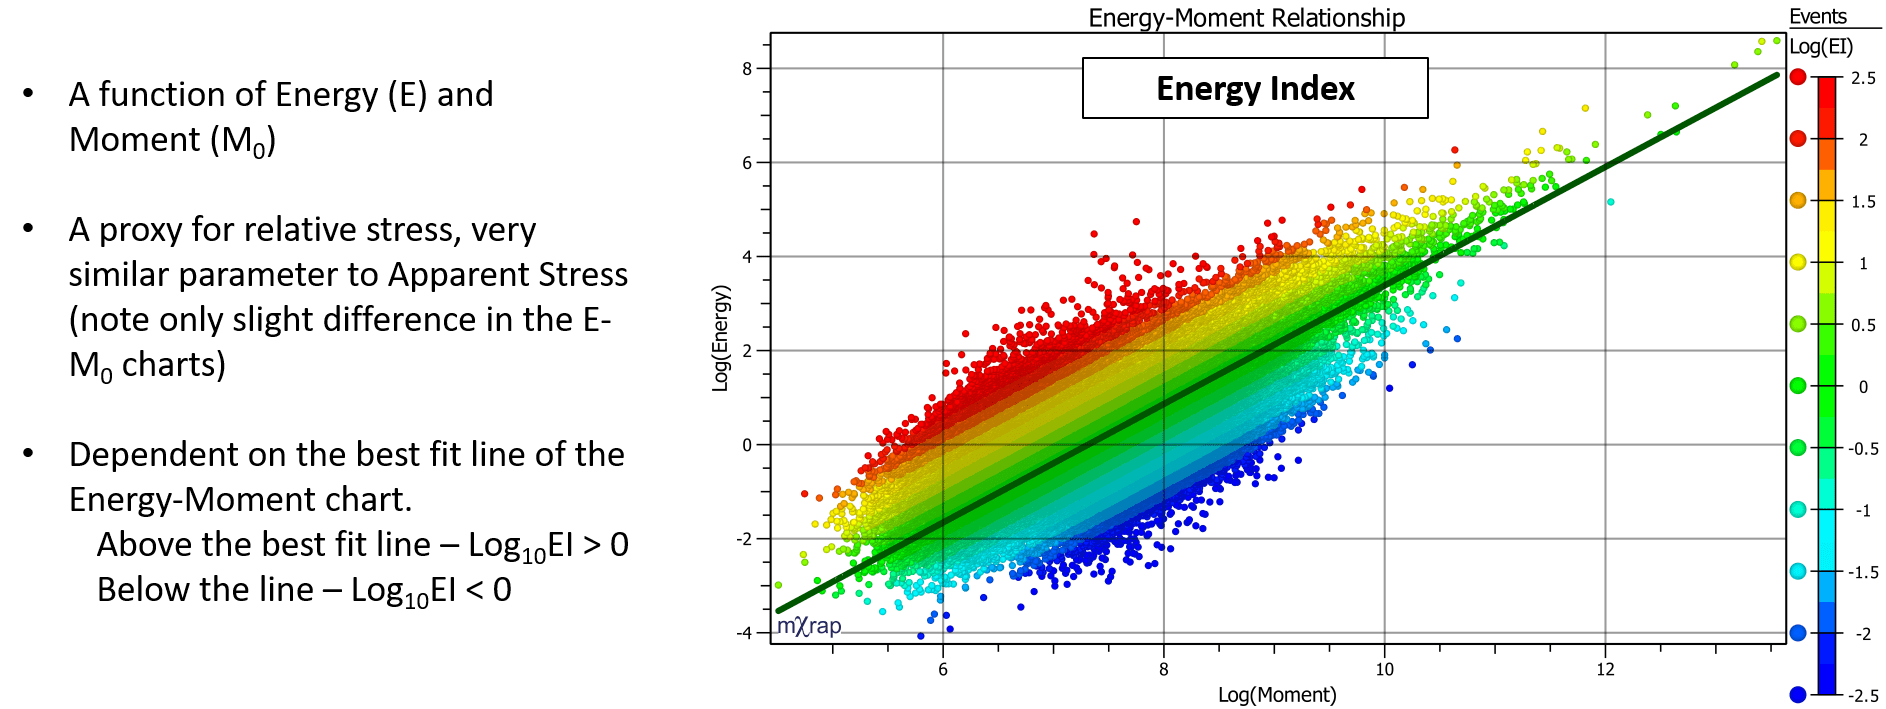 • A function of Energy (E) and
Moment (M0)
• A proxy for relative stress, very
similar parameter to Apparent Stress
(note only slight difference in the E-
M0 charts)
• Dependent on the best fit line of the
Energy-Moment chart.
Above the best fit line – Log10EI > 0
Below the line – Log10EI < 0
Energy-Moment Relationship
Energy Index
Log(Energy)
8
6
4
2
0
-2
-4
mXrap
6 8 10 12
Log(Moment)
Events
Log(EI)
2.5
2
1.5
1
0.5
0
-0.5
-1
-1.5
-2
-2.5